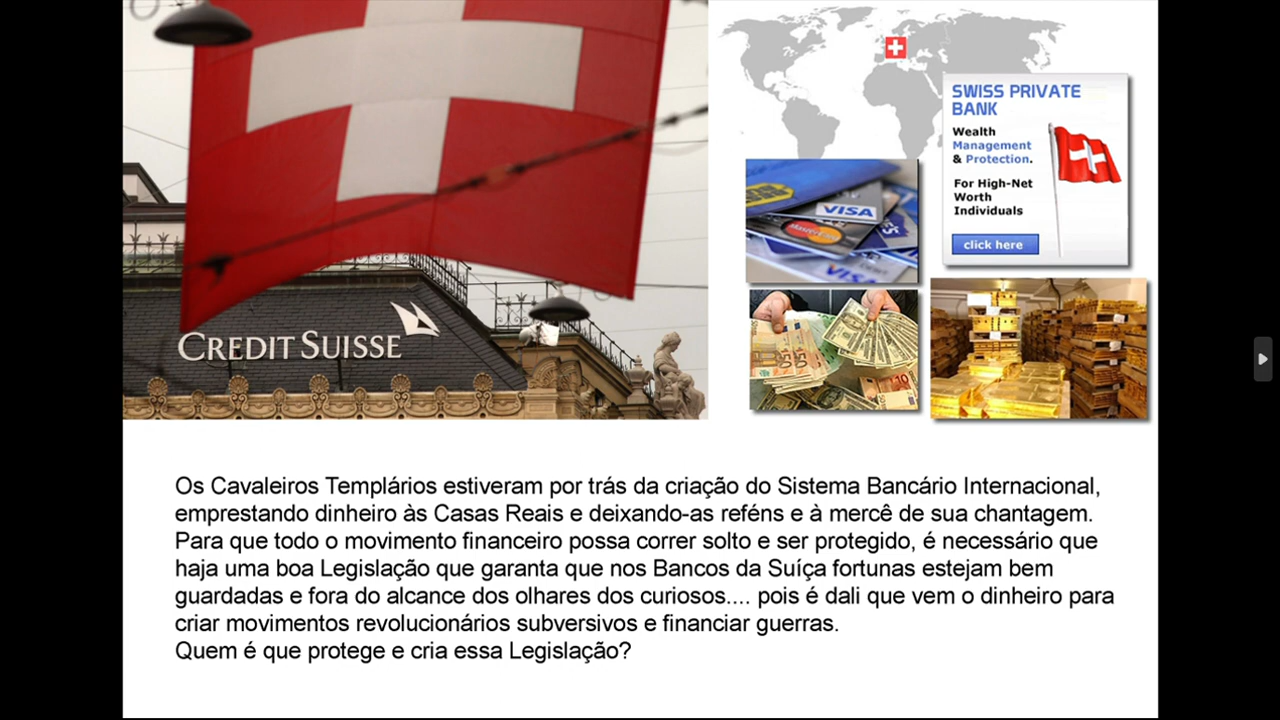 CREDIT SUISSE
SWISS PRIVATE
BANK
Wealth
Management
& Protection.
For High-Net
Worth
Individuals
click here
VISA
MasterCard
VISA
Os Cavaleiros Templários estiveram por trás da criação do Sistema Bancário Internacional,
emprestando dinheiro às Casas Reais e deixando-as reféns e à mercê de sua chantagem.
Para que todo o movimento financeiro possa correr solto e ser protegido, é necessário que
haja uma boa Legislação que garanta que nos Bancos da Suíça fortunas estejam bem
guardadas e fora do alcance dos olhares dos curiosos.... pois é dali que vem o dinheiro para
criar movimentos revolucionários subversivos e financiar guerras.
Quem é que protege e cria essa Legislação?